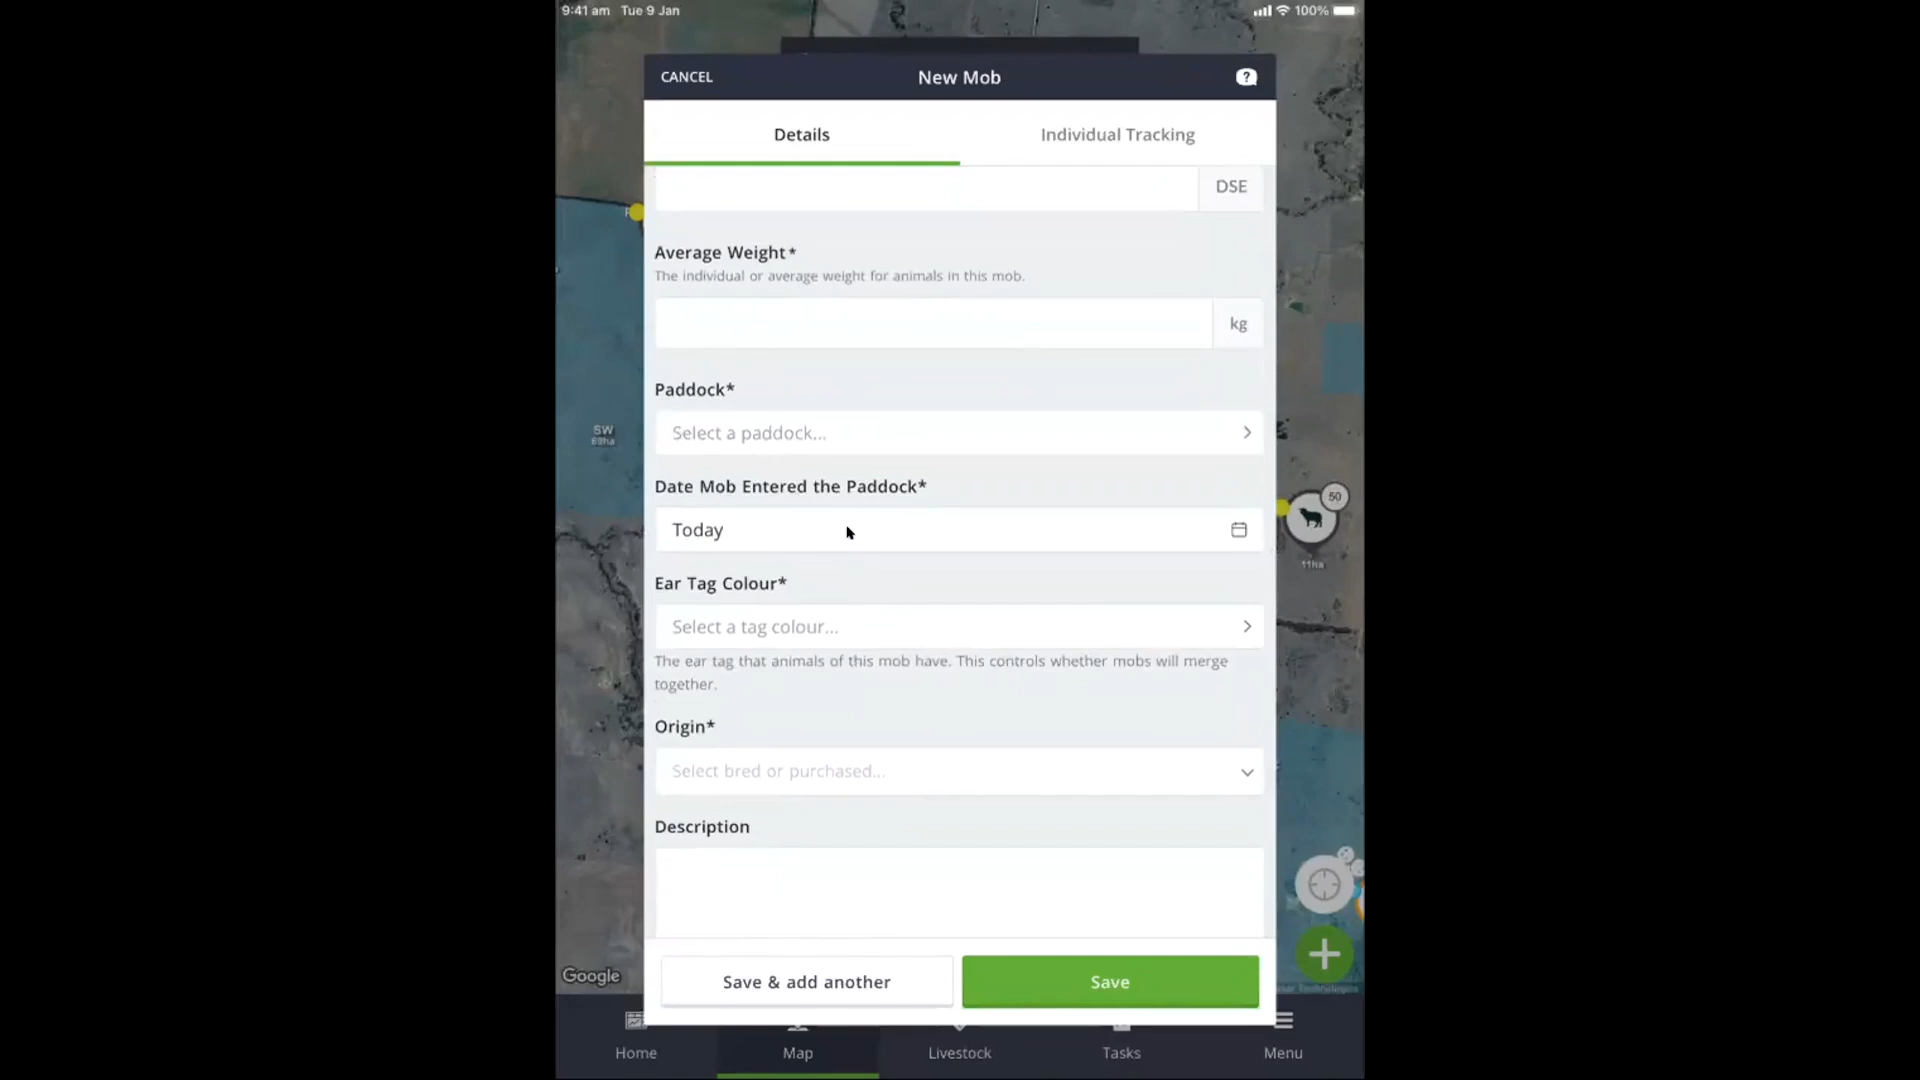 9:41 am Tue 9 Jan
100%
CANCEL
New Mob
?
Details
Individual Tracking
DSE
Average Weight*
The individual or average weight for animals in this mob.
kg
Paddock*
Select a paddock...
Date Mob Entered the Paddock*
Today
Ear Tag Colour*
Select a tag colour...
The ear tag that animals of this mob have. This controls whether mobs will merge
together.
Origin*
Select bred or purchased...
Description
Save & add another
Save
SW
69ha
50
11ha
Google
Home
Map
Livestock
Tasks
Menu